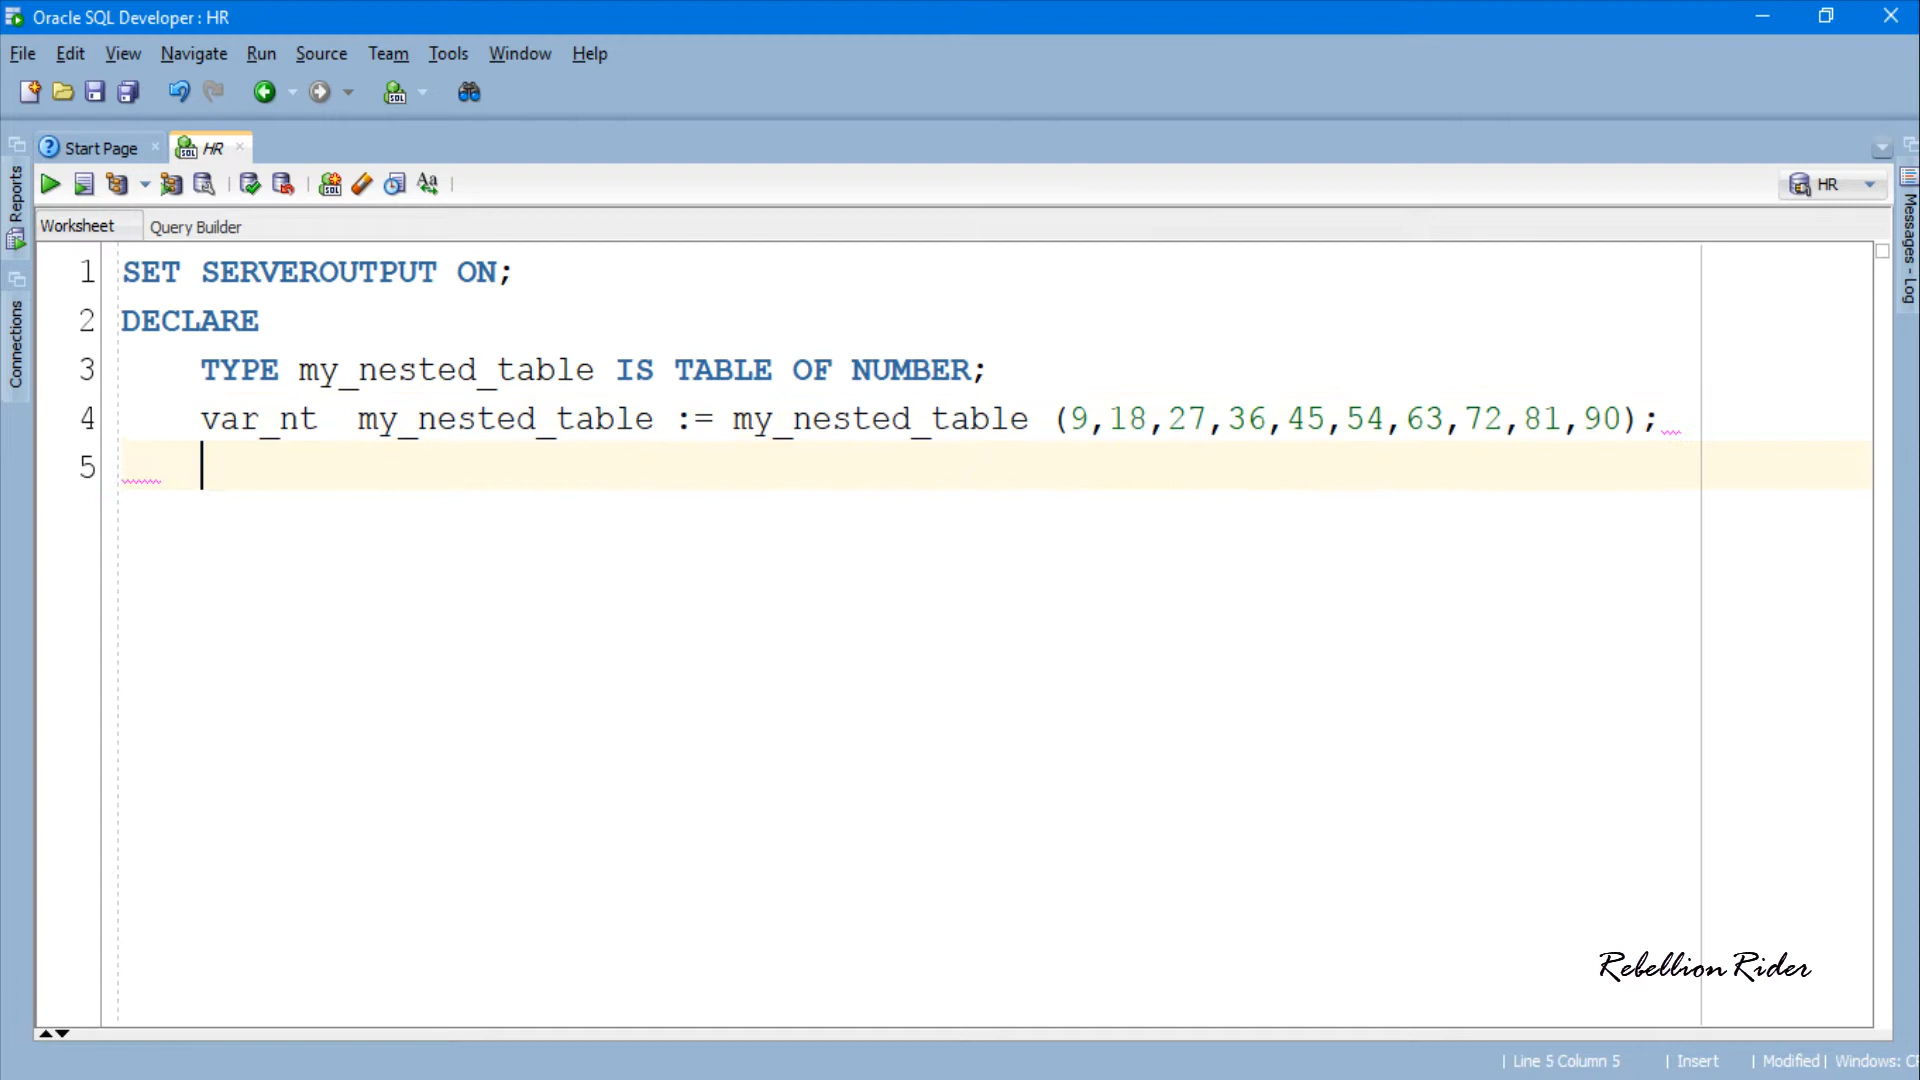 Oracle SQL Developer : HR
File Edit View Navigate Run Source Team Tools Window Help
Start Page HR
HR
Worksheet Query Builder
Reports
Connections
Messages - Log
1 SET SERVEROUTPUT ON;
2 DECLARE
3 TYPE my_nested_table IS TABLE OF NUMBER;
4 var_nt my_nested_table := my_nested_table (9,18,27,36,45,54,63,72,81,90);
5
Rebellion Rider
Line 5 Column 5 | Insert | Modified | Windows: C